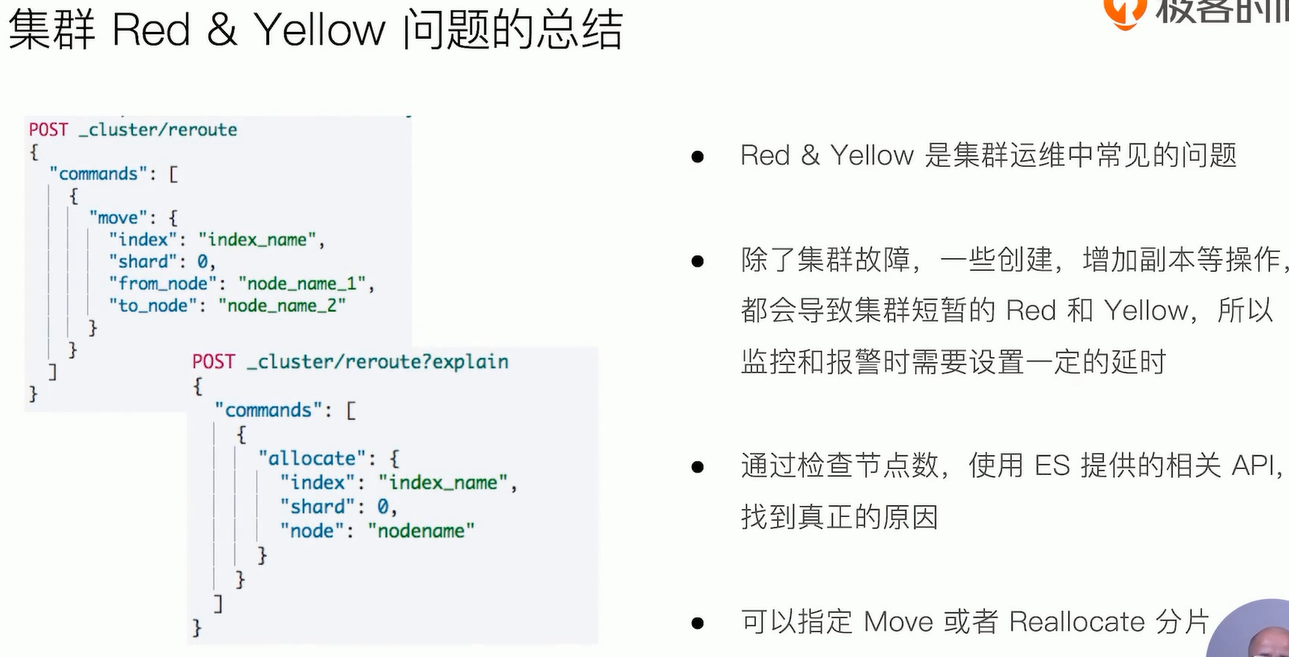 集群 Red & Yellow 问题的总结
POST _cluster/reroute
{
"commands": [
{
"move": {
"index": "index_name",
"shard": 0,
"from_node": "node_name_1",
"to_node": "node_name_2"
}
}
]
}
POST _cluster/reroute?explain
{
"commands": [
{
"allocate": {
"index": "index_name",
"shard": 0,
"node": "nodename"
}
}
]
}
● Red & Yellow 是集群运维中常见的问题
● 除了集群故障，一些创建，增加副本等操作，
都会导致集群短暂的 Red 和 Yellow，所以
监控和报警时需要设置一定的延时
● 通过检查节点数，使用 ES 提供的相关 API，
找到真正的原因
● 可以指定 Move 或者 Reallocate 分片